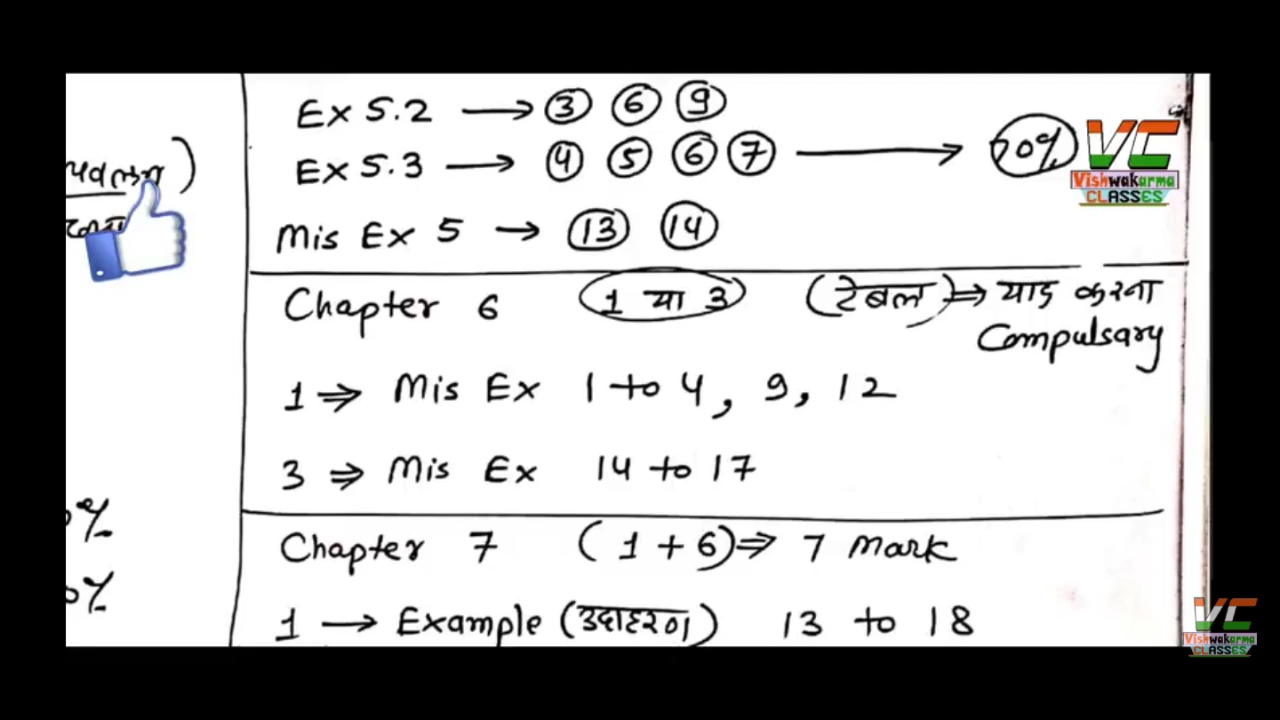 Ex 5.2 → 3 6 9
Ex 5.3 → 4 5 6 7 → 70%
VC
Vishwakarma
CLASSES
Mis Ex 5 → 13 14
Chapter 6 1 या 3 (टेबल) ⇒ याद करना
Compulsary
1 ⇒ Mis Ex 1 to 4, 9, 12
3 ⇒ Mis Ex 14 to 17
Chapter 7 (1 + 6) ⇒ 7 Mark
1 → Example (उदाहरण) 13 to 18
VC
Vishwakarma
CLASSES